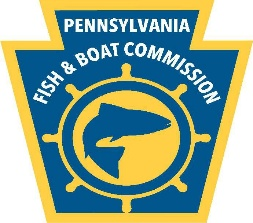 PENNSYLVANIA
FISH & BOAT COMMISSION